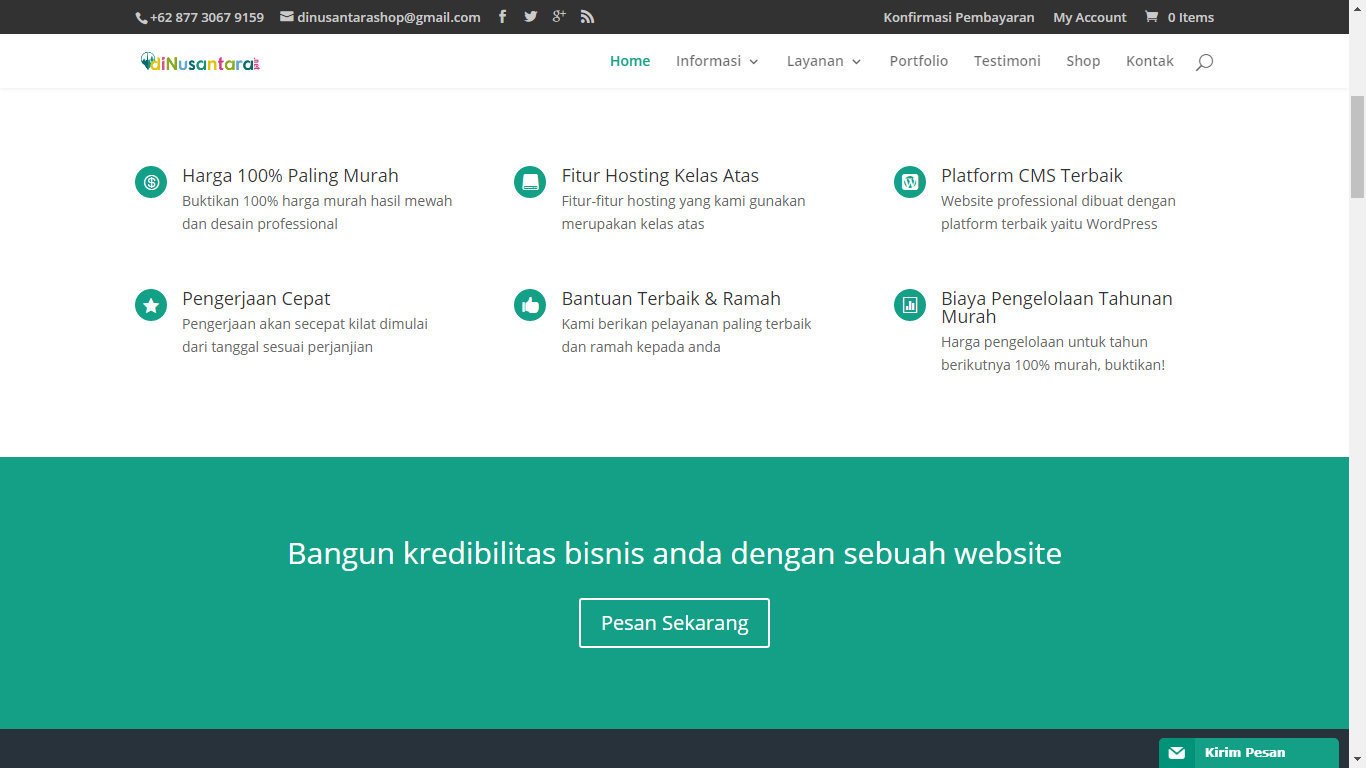 +62 877 3067 9159 dinusantarashop@gmail.com Konfirmasi Pembayaran My Account 0 Items
diNusantara Home Informasi Layanan Portfolio Testimoni Shop Kontak
Harga 100% Paling Murah
Buktikan 100% harga murah hasil mewah
dan desain professional
Fitur Hosting Kelas Atas
Fitur-fitur hosting yang kami gunakan
merupakan kelas atas
Platform CMS Terbaik
Website professional dibuat dengan
platform terbaik yaitu WordPress
Pengerjaan Cepat
Pengerjaan akan secepat kilat dimulai
dari tanggal sesuai perjanjian
Bantuan Terbaik & Ramah
Kami berikan pelayanan paling terbaik
dan ramah kepada anda
Biaya Pengelolaan Tahunan
Murah
Harga pengelolaan untuk tahun
berikutnya 100% murah, buktikan!
Bangun kredibilitas bisnis anda dengan sebuah website
Pesan Sekarang
Kirim Pesan